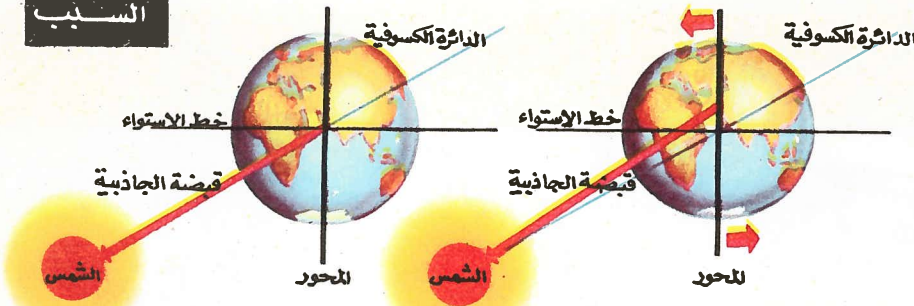 السبب
الدائرة الكسوفية
خط الاستواء
قبضة الجاذبية
الشمس
المحور
الدائرة الكسوفية
خط الاستواء
قبضة الجاذبية
الشمس
المحور